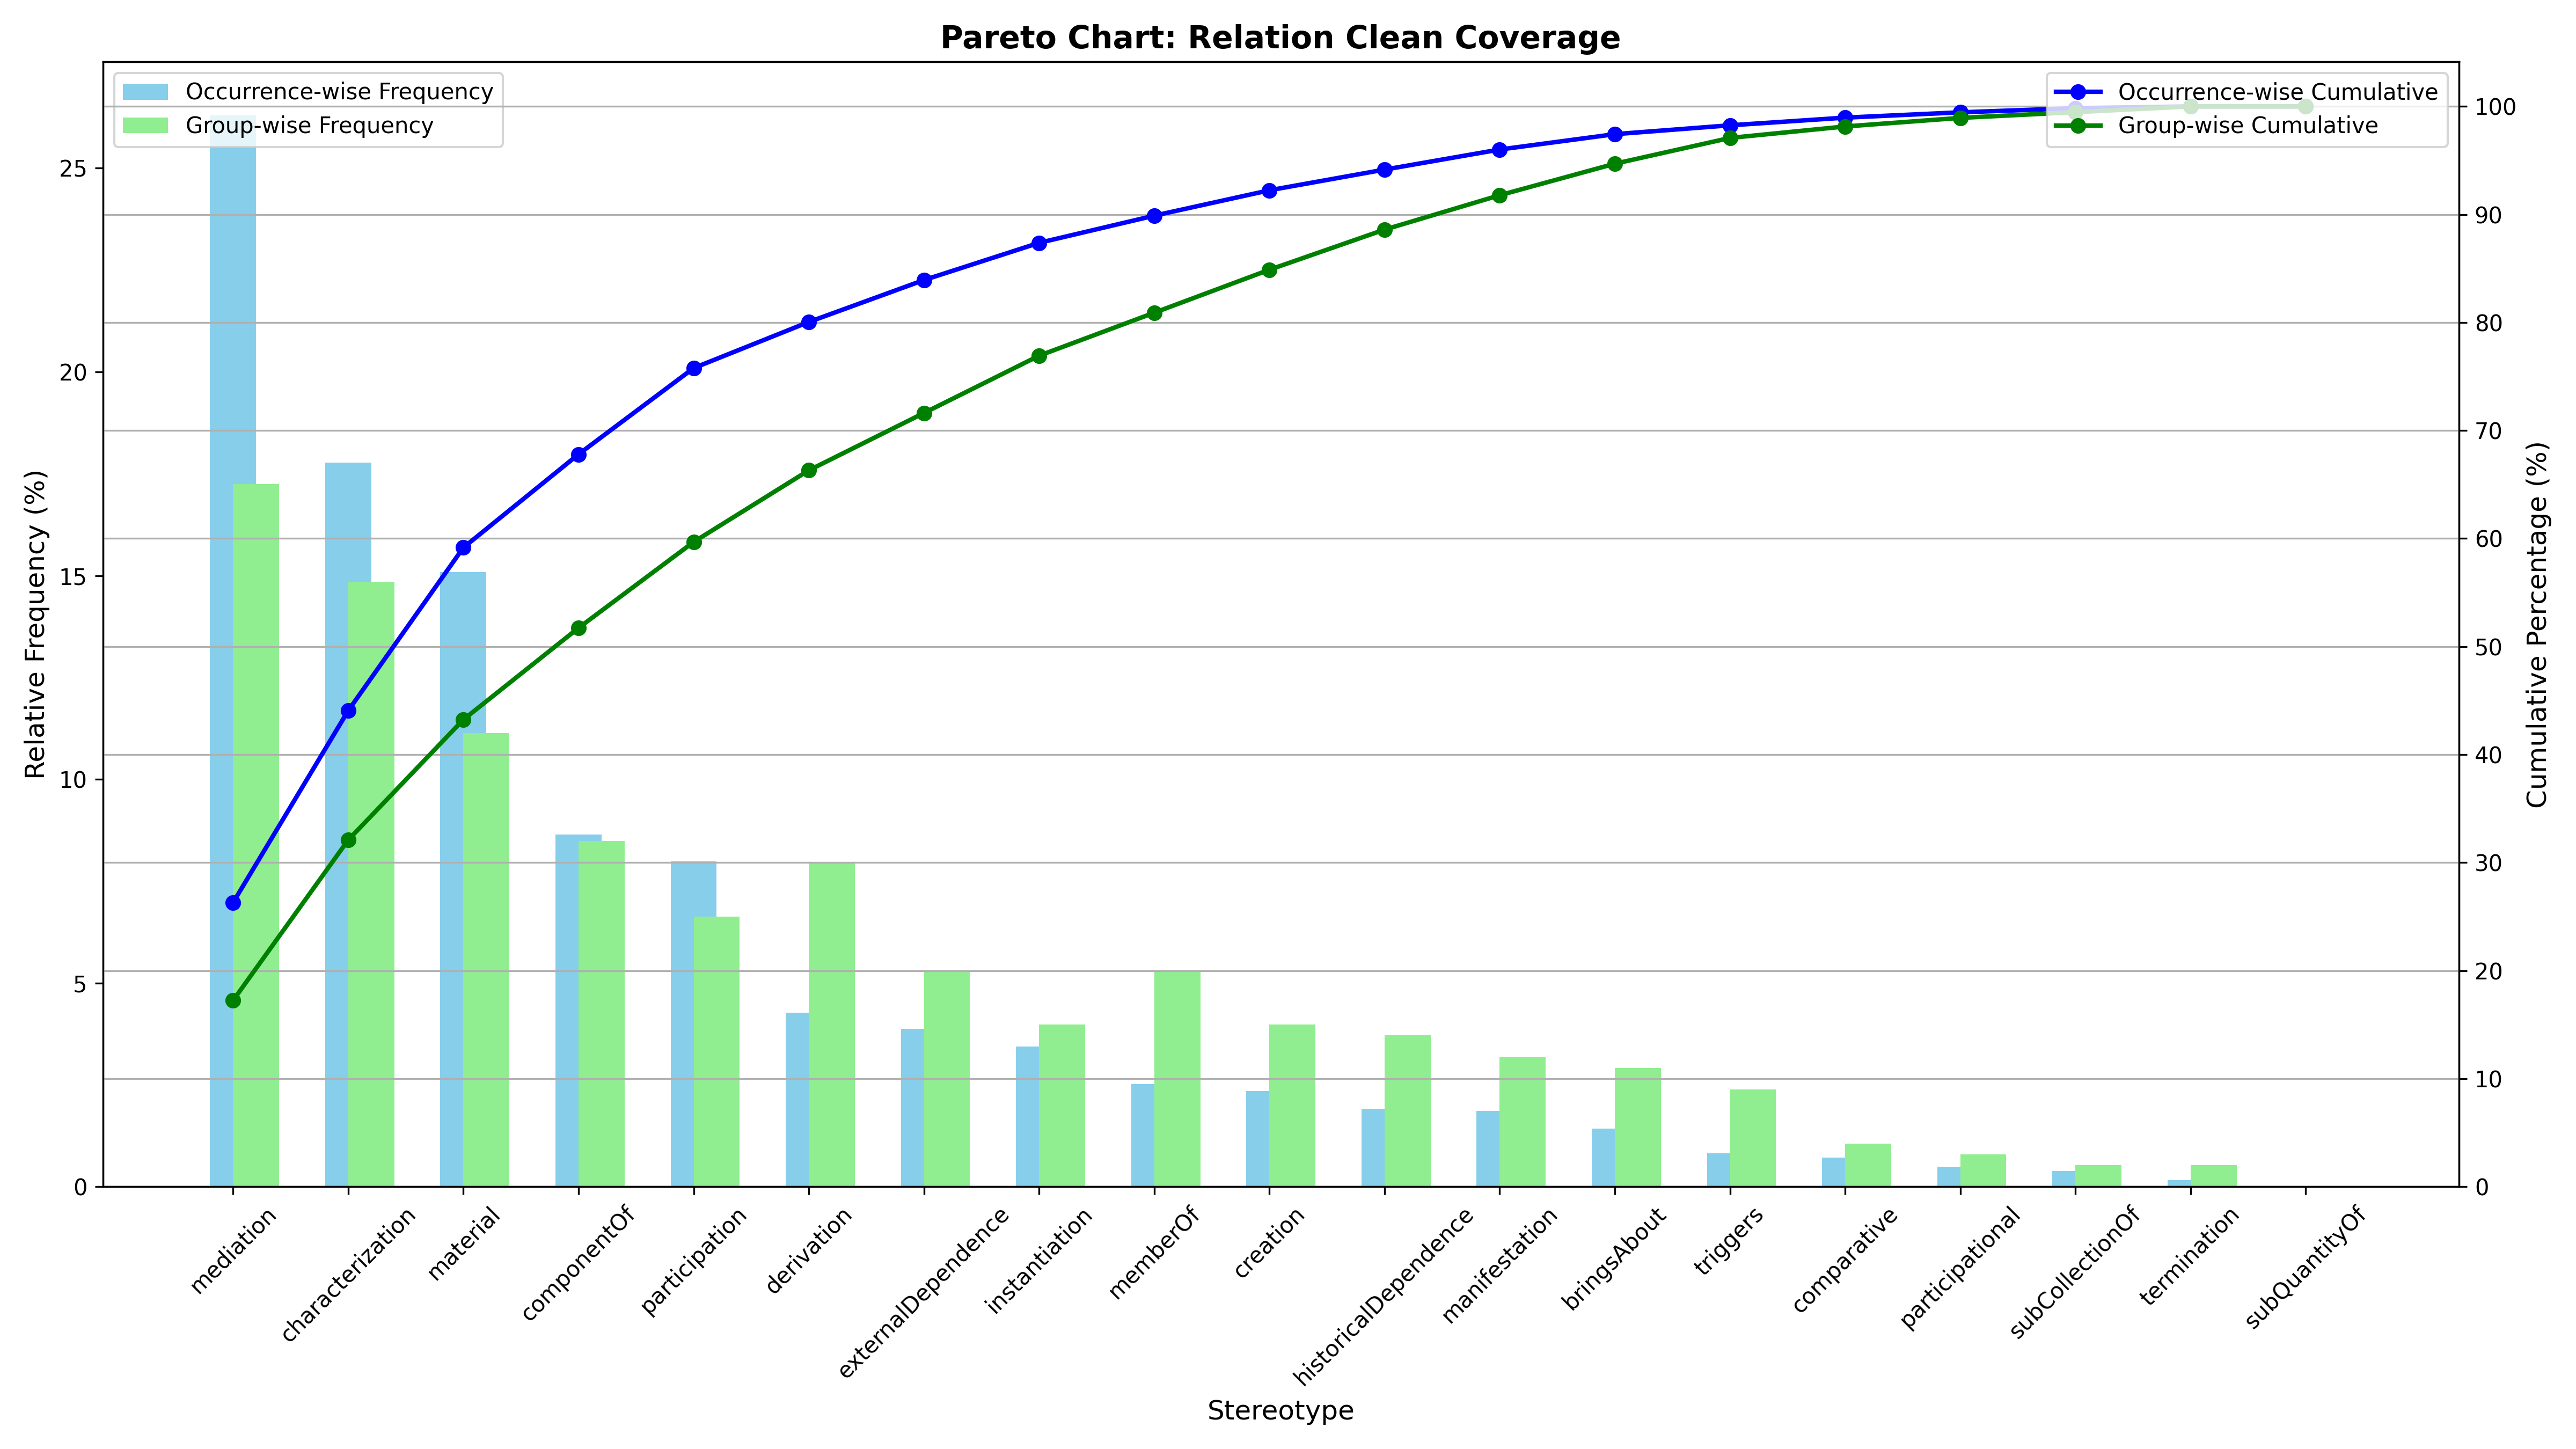 Pareto Chart: Relation Clean Coverage
Occurrence-wise Frequency
Group-wise Frequency
Occurrence-wise Cumulative
Group-wise Cumulative
Relative Frequency (%)
25
20
15
10
5
0
Cumulative Percentage (%)
100
90
80
70
60
50
40
30
20
10
0
mediation
characterization
material
componentOf
participation
derivation
externalDependence
instantiation
memberOf
creation
historicalDependence
manifestation
bringsAbout
triggers
comparative
participational
subCollectionOf
termination
subQuantityOf
Stereotype